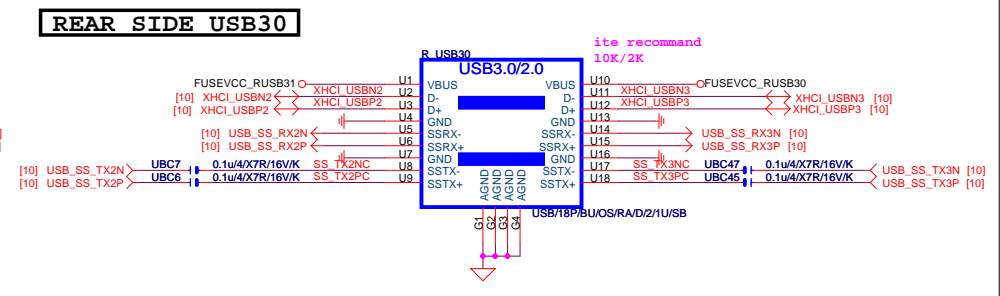 REAR SIDE USB30
ite recommand
10K/2K
R_USB30
USB3.0/2.0
FUSEVCC_RUSB31 U1 VBUS VBUS U10 FUSEVCC_RUSB30
[10] XHCI_USBN2 XHCI_USBN2 U2 D- D- U11 XHCI_USBN3 XHCI_USBN3 [10]
[10] XHCI_USBP2 XHCI_USBP2 U3 D+ D+ U12 XHCI_USBP3 XHCI_USBP3 [10]
U4 GND GND U13
[10] USB_SS_RX2N U5 SSRX- SSRX- U14 USB_SS_RX3N [10]
[10] USB_SS_RX2P U6 SSRX+ SSRX+ U15 USB_SS_RX3P [10]
U7 GND GND U16
[10] USB_SS_TX2N UBC7 0.1u/4/X7R/16V/K SS_TX2NC U8 SSTX- SSTX- U17 SS_TX3NC UBC47 0.1u/4/X7R/16V/K USB_SS_TX3N [10]
[10] USB_SS_TX2P UBC6 0.1u/4/X7R/16V/K SS_TX2PC U9 SSTX+ SSTX+ U18 SS_TX3PC UBC45 0.1u/4/X7R/16V/K USB_SS_TX3P [10]
AGND AGND AGND AGND
USB/18P/BU/OS/RA/D/2/1U/SB
G1 G2 G3 G4